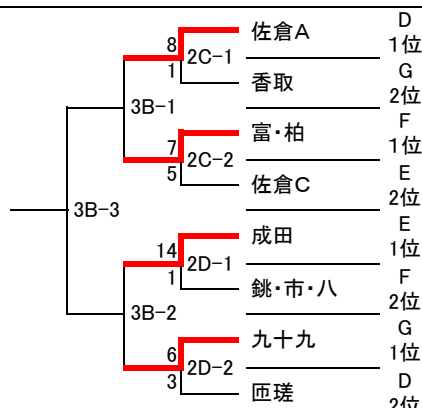 佐倉A D 1位
8 2C-1
1 香取 G 2位
3B-1
富・柏 F 1位
7 2C-2
5 佐倉C E 2位
3B-3
成田 E 1位
14 2D-1
1 銚・市・八 F 2位
3B-2
九十九 G 1位
6 2D-2
3 匝瑳 D 2位